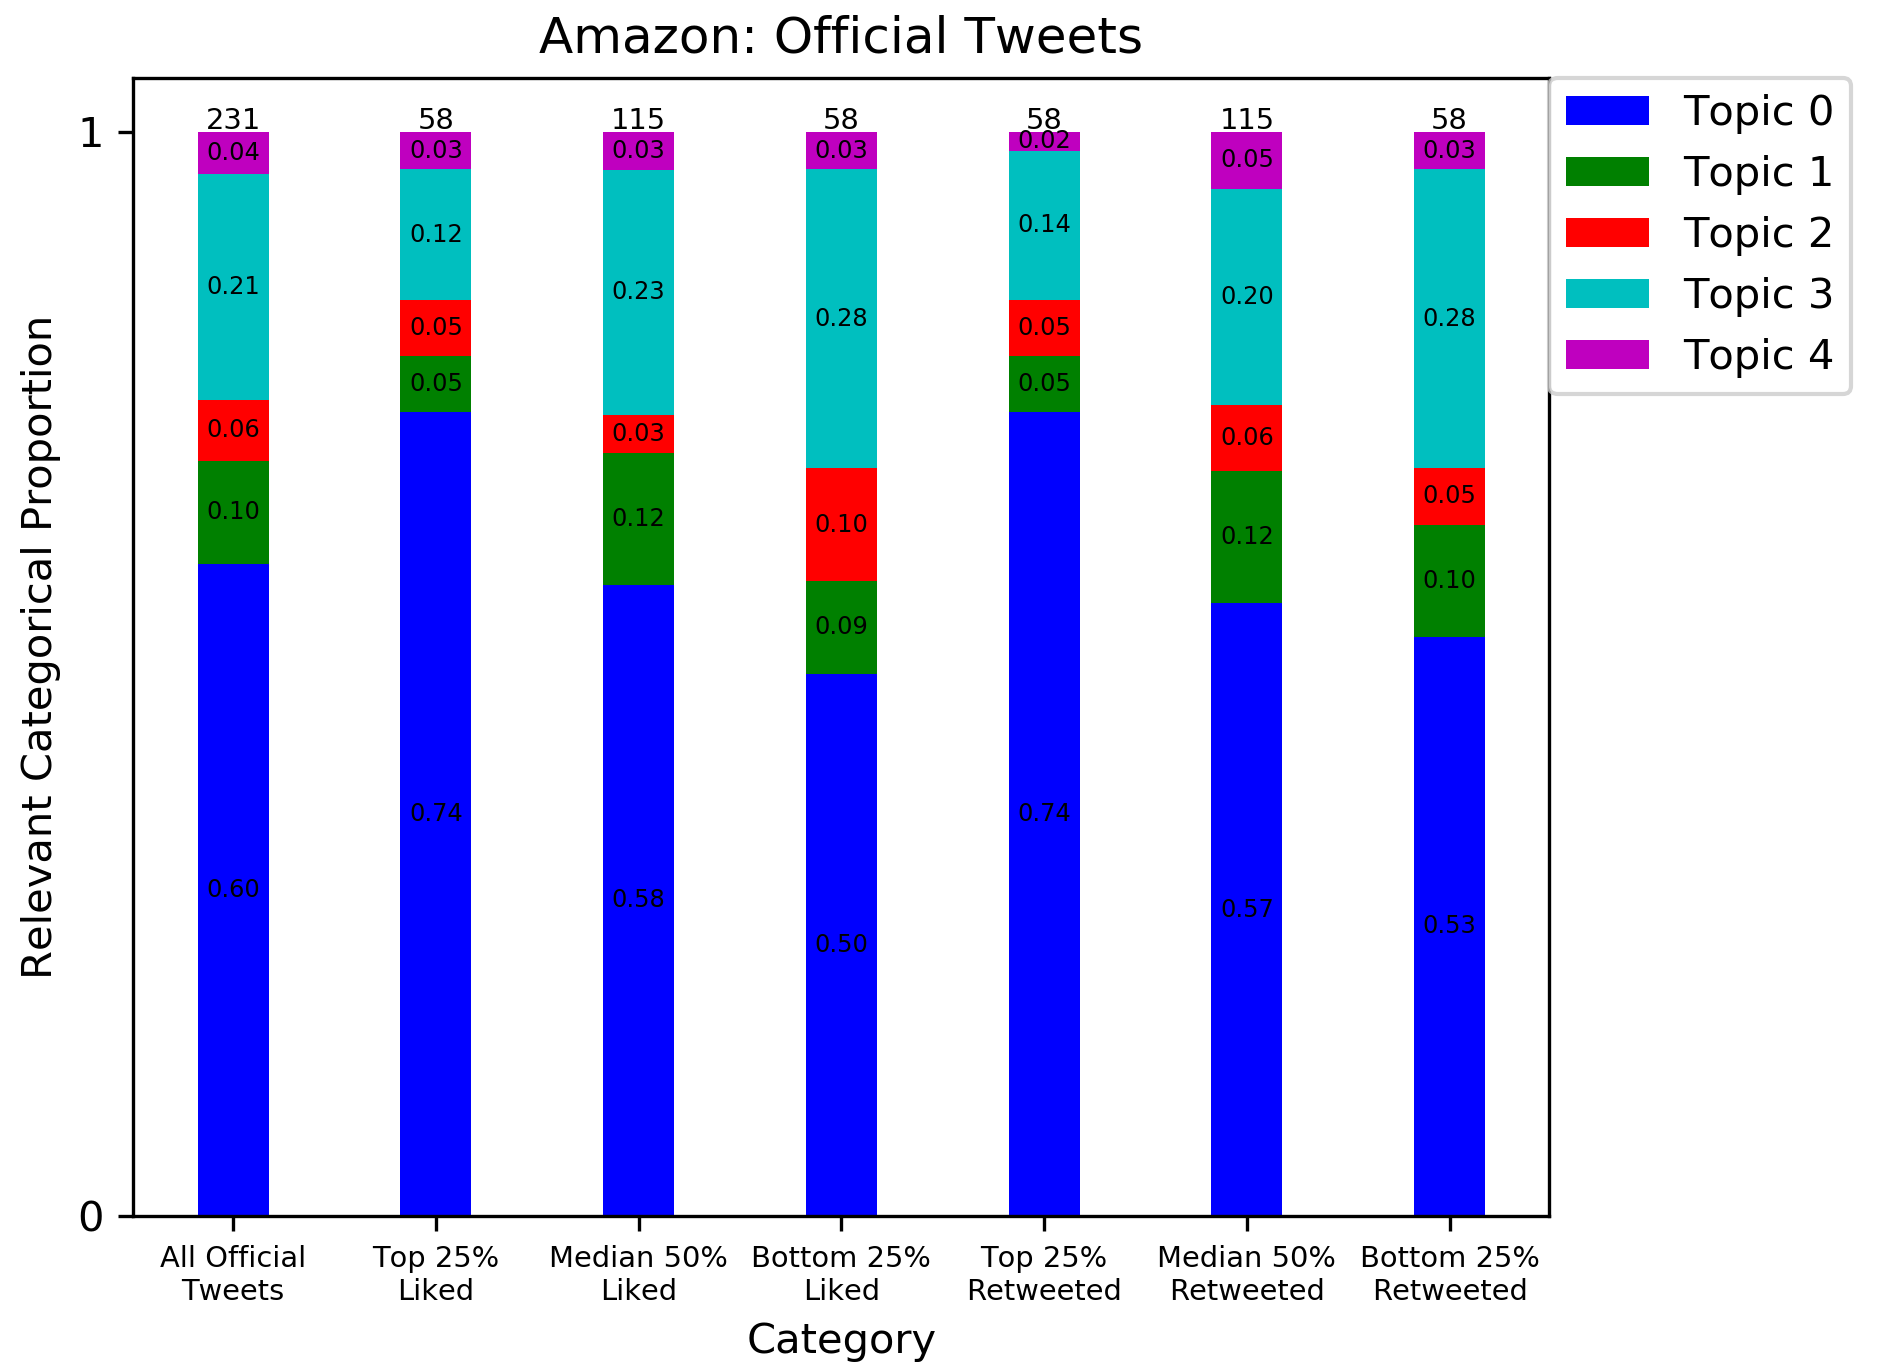 Amazon: Official Tweets
Relevant Categorical Proportion
1
0
231 58 115 58 58 115 58
0.04 0.03 0.03 0.03 0.02 0.05 0.03
0.21 0.12 0.23 0.28 0.14 0.20 0.28
0.06 0.05 0.03 0.10 0.05 0.06 0.05
0.10 0.05 0.12 0.09 0.05 0.12 0.10
0.60 0.74 0.58 0.50 0.74 0.57 0.53
All Official
Tweets
Top 25%
Liked
Median 50%
Liked
Bottom 25%
Liked
Top 25%
Retweeted
Median 50%
Retweeted
Bottom 25%
Retweeted
Category
Topic 0
Topic 1
Topic 2
Topic 3
Topic 4